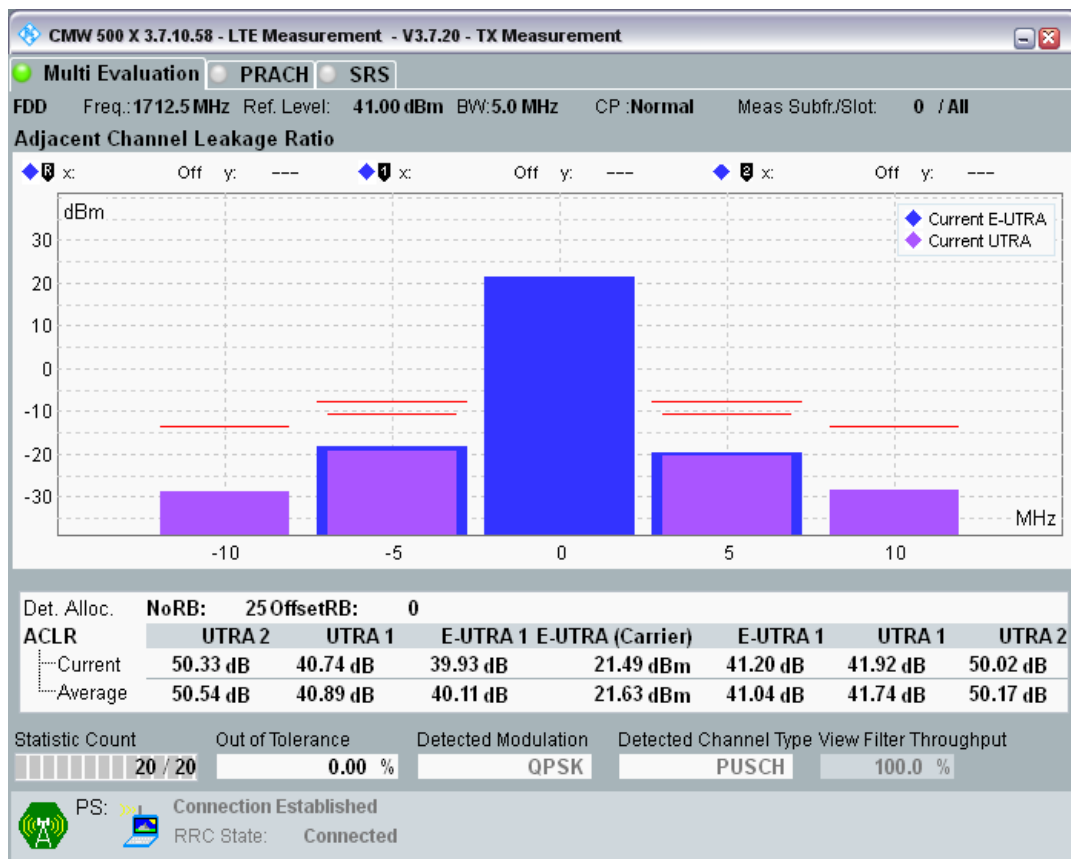 CMW 500 X 3.7.10.58 - LTE Measurement - V3.7.20 - TX Measurement
Multi Evaluation PRACH SRS
FDD Freq.:1712.5 MHz Ref. Level: 41.00 dBm BW:5.0 MHz CP :Normal Meas Subfr./Slot: 0 / All
Adjacent Channel Leakage Ratio
R x: Off y: --- 1 x: Off y: --- 2 x: Off y: ---
dBm
Current E-UTRA
Current UTRA
30
20
10
0
-10
-20
-30
MHz
-10 -5 0 5 10
Det. Alloc. NoRB: 25 OffsetRB: 0
ACLR UTRA 2 UTRA 1 E-UTRA 1 E-UTRA (Carrier) E-UTRA 1 UTRA 1 UTRA 2
Current 50.33 dB 40.74 dB 39.93 dB 21.49 dBm 41.20 dB 41.92 dB 50.02 dB
Average 50.54 dB 40.89 dB 40.11 dB 21.63 dBm 41.04 dB 41.74 dB 50.17 dB
Statistic Count Out of Tolerance Detected Modulation Detected Channel Type View Filter Throughput
20 / 20 0.00 % QPSK PUSCH 100.0 %
PS: Connection Established
RRC State: Connected